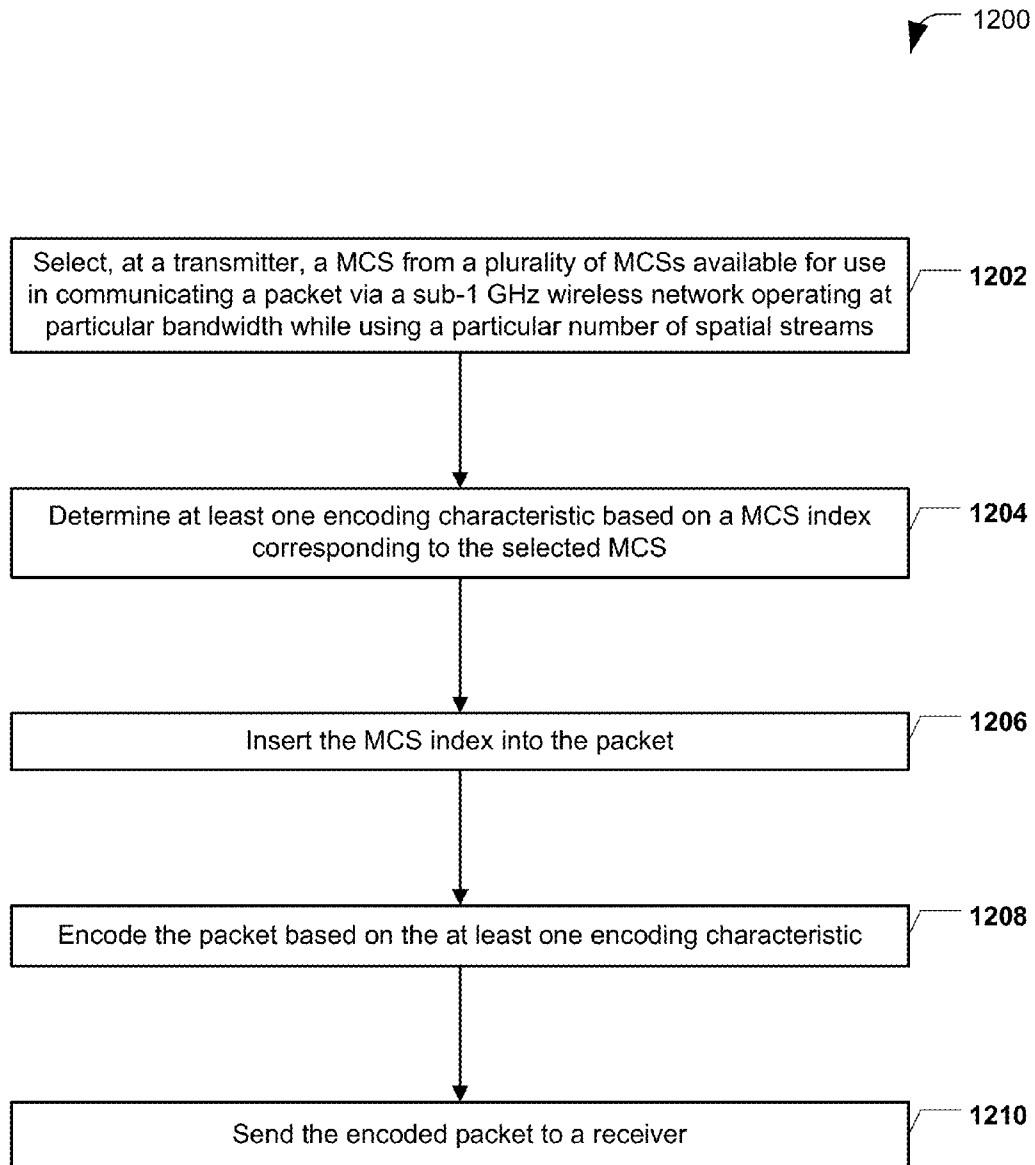 1200
Select, at a transmitter, a MCS from a plurality of MCSs available for use
in communicating a packet via a sub-1 GHz wireless network operating at
particular bandwidth while using a particular number of spatial streams
1202
Determine at least one encoding characteristic based on a MCS index
corresponding to the selected MCS
1204
Insert the MCS index into the packet
1206
Encode the packet based on the at least one encoding characteristic
1208
Send the encoded packet to a receiver
1210